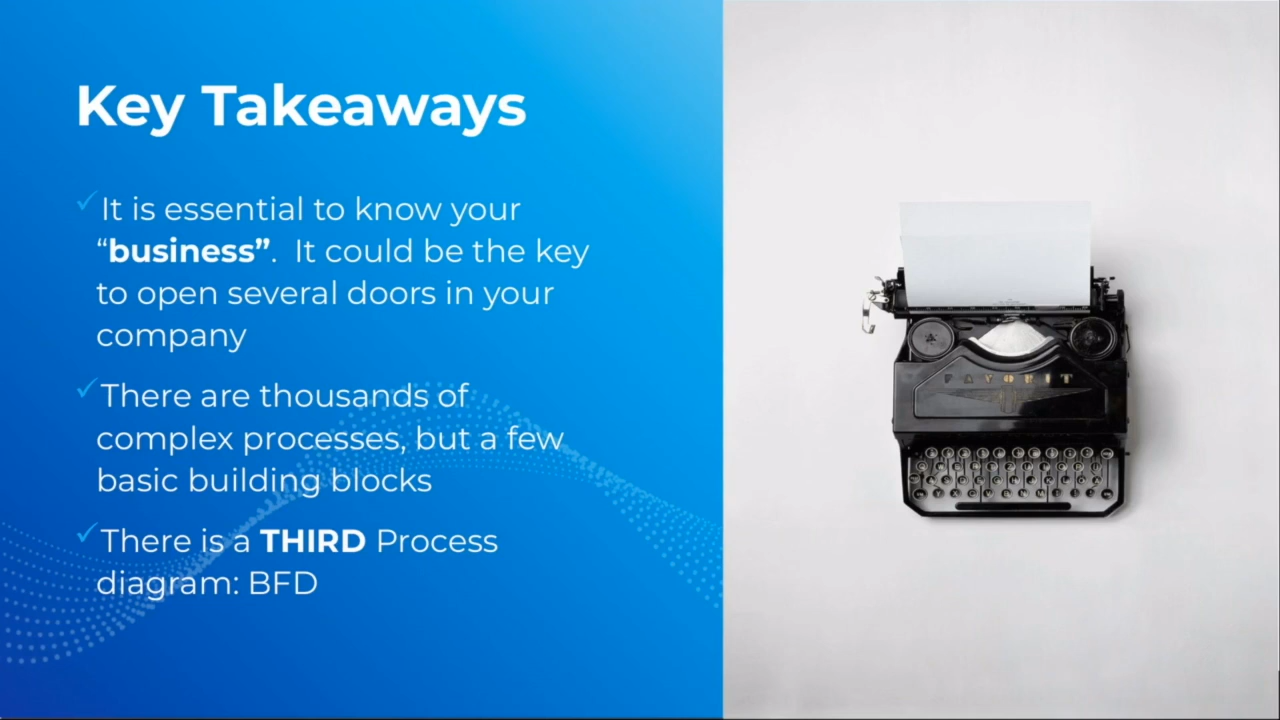 Key Takeaways
It is essential to know your
“business”. It could be the key
to open several doors in your
company
There are thousands of
complex processes, but a few
basic building blocks
There is a THIRD Process
diagram: BFD
FAVORIT